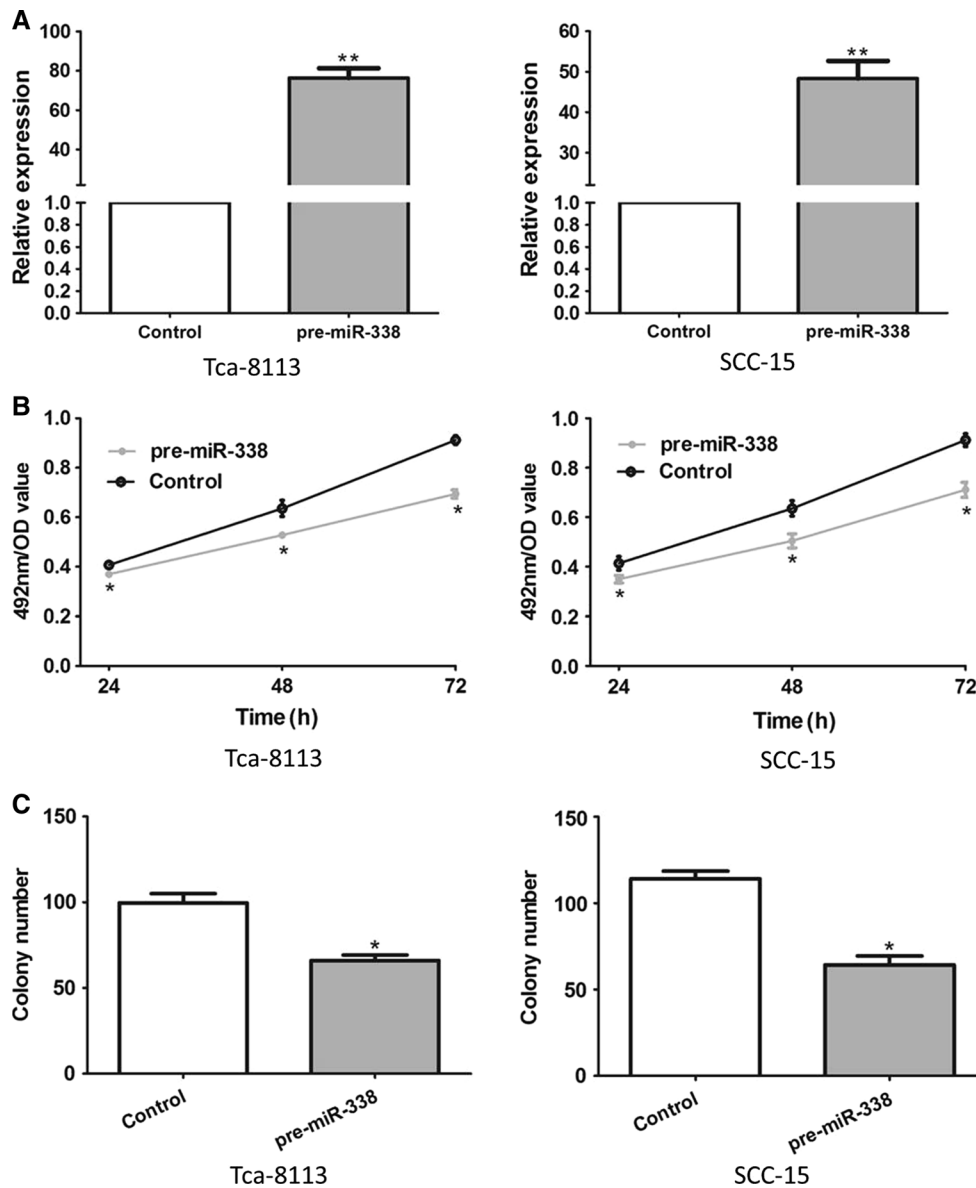 A
Relative expression
100
80
60
40
1.0
0.8
0.6
0.4
0.2
0.0
**
Control
pre-miR-338
Tca-8113
Relative expression
60
50
40
30
1.0
0.8
0.6
0.4
0.2
0.0
**
Control
pre-miR-338
SCC-15
B
492nm/OD value
1.0
0.8
0.6
0.4
0.2
0.0
pre-miR-338
Control
*
*
*
24
48
72
Time (h)
Tca-8113
492nm/OD value
1.0
0.8
0.6
0.4
0.2
0.0
pre-miR-338
Control
*
*
*
24
48
72
Time (h)
SCC-15
C
Colony number
150
100
50
0
*
Control
pre-miR-338
Tca-8113
Colony number
150
100
50
0
*
Control
pre-miR-338
SCC-15